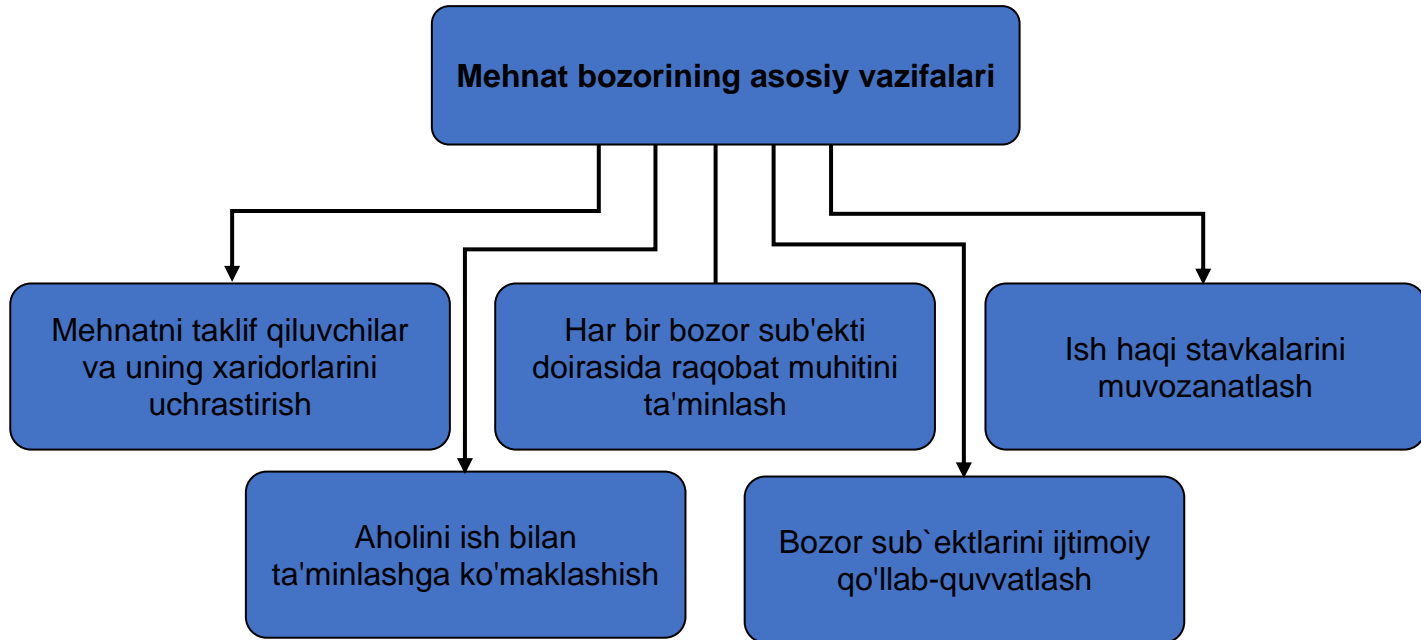 Mehnat bozorining asosiy vazifalari
Mehnatni taklif qiluvchilar
va uning xaridorlarini
uchrastirish
Har bir bozor sub'ekti
doirasida raqobat muhitini
ta'minlash
Ish haqi stavkalarini
muvozanatlash
Aholini ish bilan
ta'minlashga ko'maklashish
Bozor sub`ektlarini ijtimoiy
qo'llab-quvvatlash